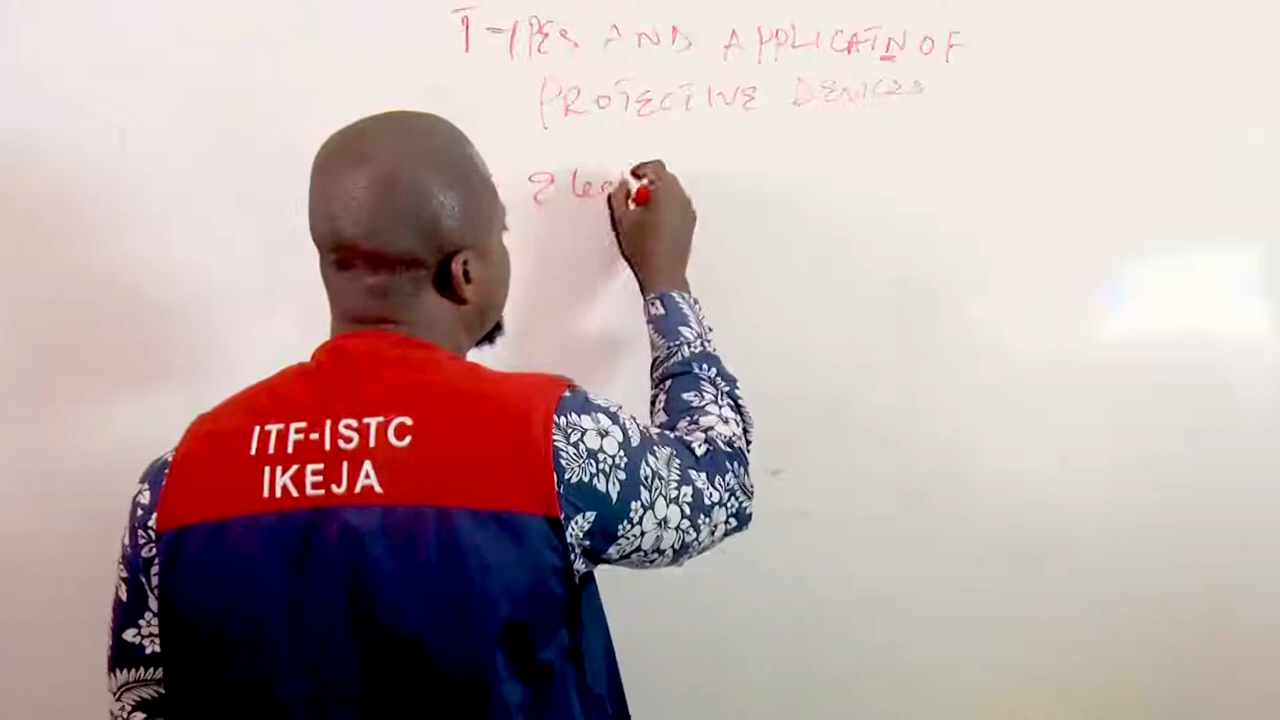 TYPES AND APPLICATN OF
PROTECTIVE DEVICES
ITF-ISTC
IKEJA